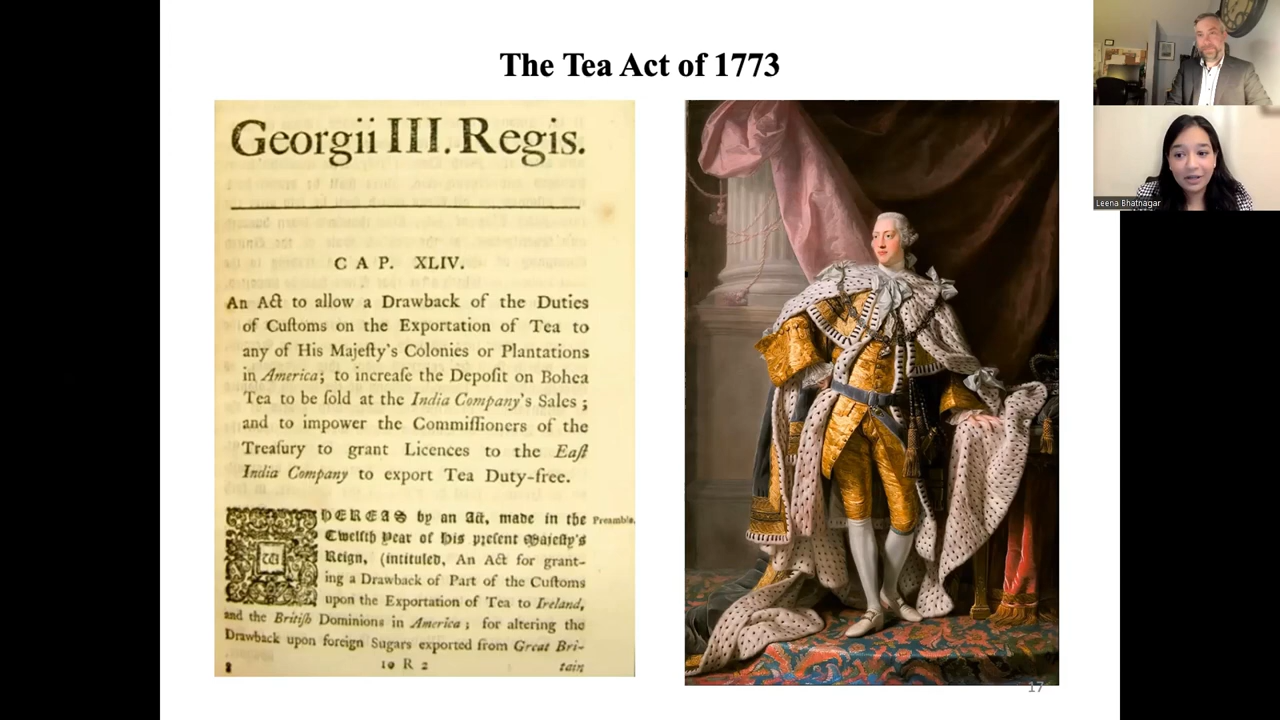 The Tea Act of 1773
Georgii III. Regis.
CAP. XLIV.
An Act to allow a Drawback of the Duties
of Cuſtoms on the Exportation of Tea to
any of His Majeſty's Colonies or Plantations
in America; to increaſe the Depoſit on Bohea
Tea to be ſold at the India Company's Sales;
and to impower the Commiſſioners of the
Treaſury to grant Licences to the Eaſt
India Company to export Tea Duty-free.
WHEREAS by an Act, made in the Preamble.
Twelfth Year of His preſent Majeſty's
Reign, (intituled, An Act for grant-
ing a Drawback of Part of the Cuſtoms
upon the Exportation of Tea to Ireland,
and the Britiſh Dominions in America; for altering the
Drawback upon foreign Sugars exported from Great Bri-
10 R 2 tain
17
Leena Bhatnagar